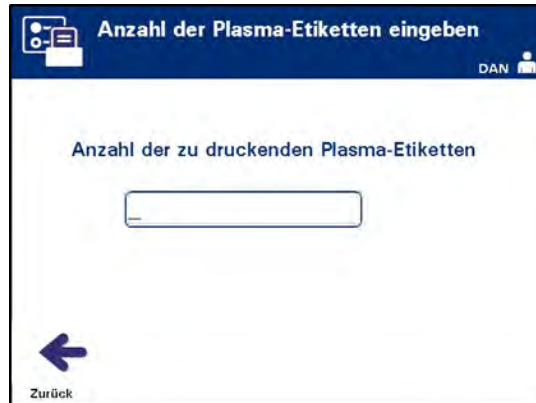 Anzahl der Plasma-Etiketten eingeben
DAN
Anzahl der zu druckenden Plasma-Etiketten
_
Zurück